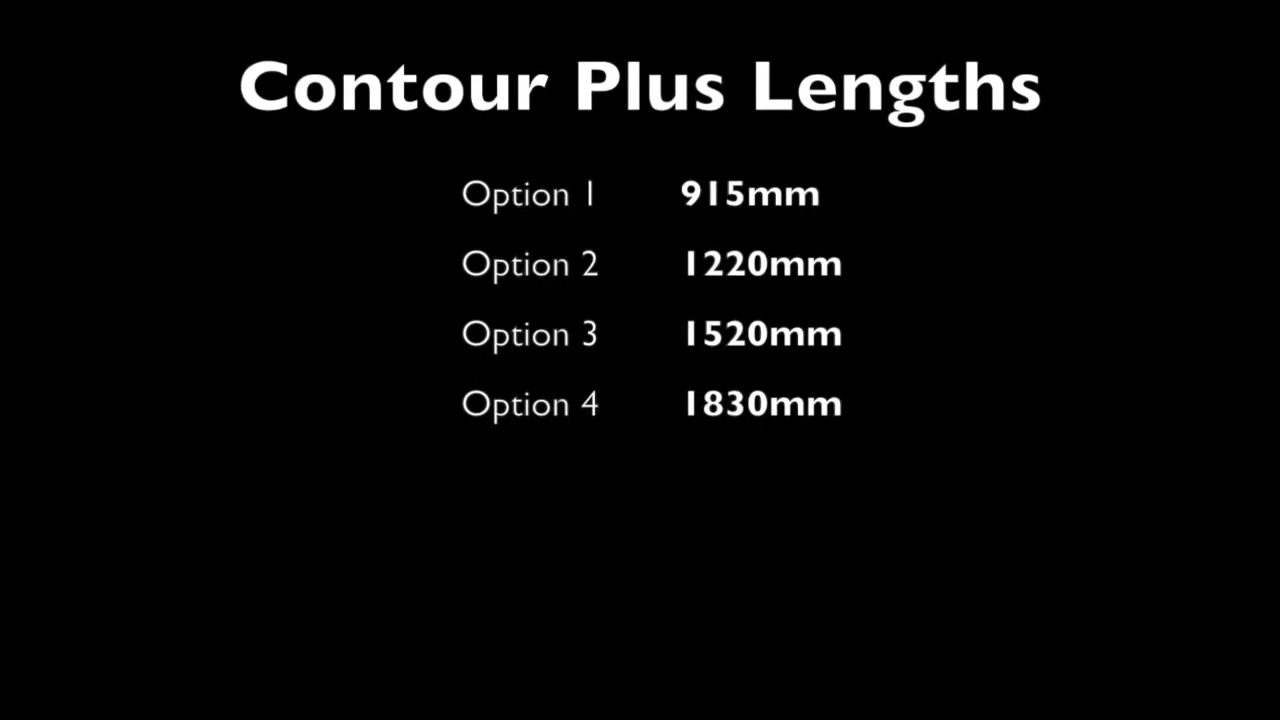 Contour Plus Lengths
Option 1 915mm
Option 2 1220mm
Option 3 1520mm
Option 4 1830mm